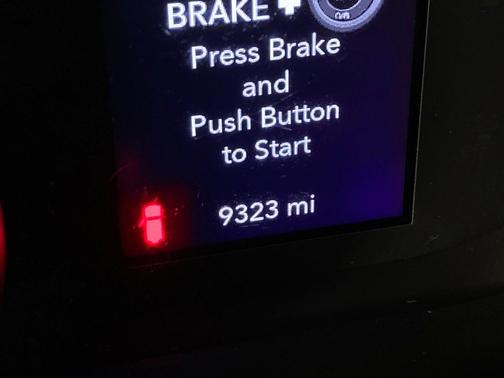 BRAKE +
Press Brake
and
Push Button
to Start
9323 mi